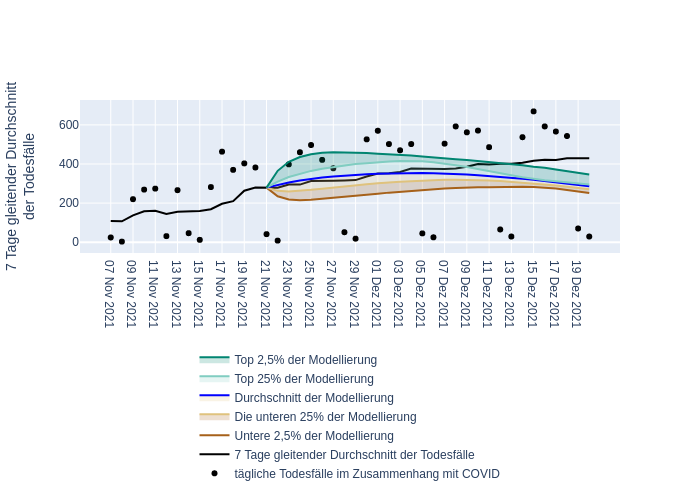 7 Tage gleitender Durchschnitt
der Todesfälle
600
400
200
0
07 Nov 2021
09 Nov 2021
11 Nov 2021
13 Nov 2021
15 Nov 2021
17 Nov 2021
19 Nov 2021
21 Nov 2021
23 Nov 2021
25 Nov 2021
27 Nov 2021
29 Nov 2021
01 Dez 2021
03 Dez 2021
05 Dez 2021
07 Dez 2021
09 Dez 2021
11 Dez 2021
13 Dez 2021
15 Dez 2021
17 Dez 2021
19 Dez 2021
Top 2,5% der Modellierung
Top 25% der Modellierung
Durchschnitt der Modellierung
Die unteren 25% der Modellierung
Untere 2,5% der Modellierung
7 Tage gleitender Durchschnitt der Todesfälle
tägliche Todesfälle im Zusammenhang mit COVID